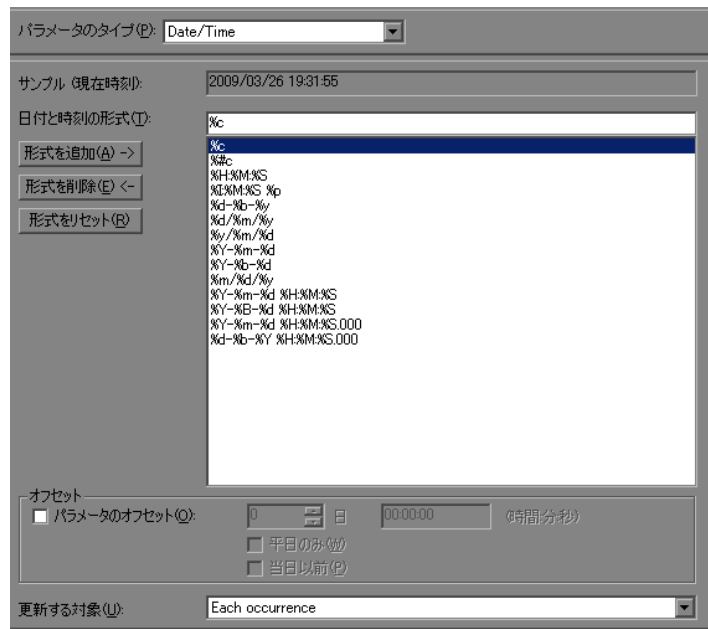 パラメータのタイプ(P): Date/Time
サンプル (現在時刻): 2009/03/26 19:31:55
日付と時刻の形式(T): %c
形式を追加(A) ->
形式を削除(E) <-
形式をリセット(R)
%c
%#c
%H:%M:%S
%I:%M:%S %p
%d-%b-%y
%d/%m/%y
%y/%m/%d
%Y-%m-%d
%Y-%b-%d
%m/%d/%y
%Y-%m-%d %H:%M:%S
%Y-%B-%d %H:%M:%S
%Y-%m-%d %H:%M:%S.000
%d-%b-%Y %H:%M:%S.000
オフセット
パラメータのオフセット(O): 0 日 00:00:00 (時間:分:秒)
平日のみ(W)
当日以前(P)
更新する対象(U): Each occurrence